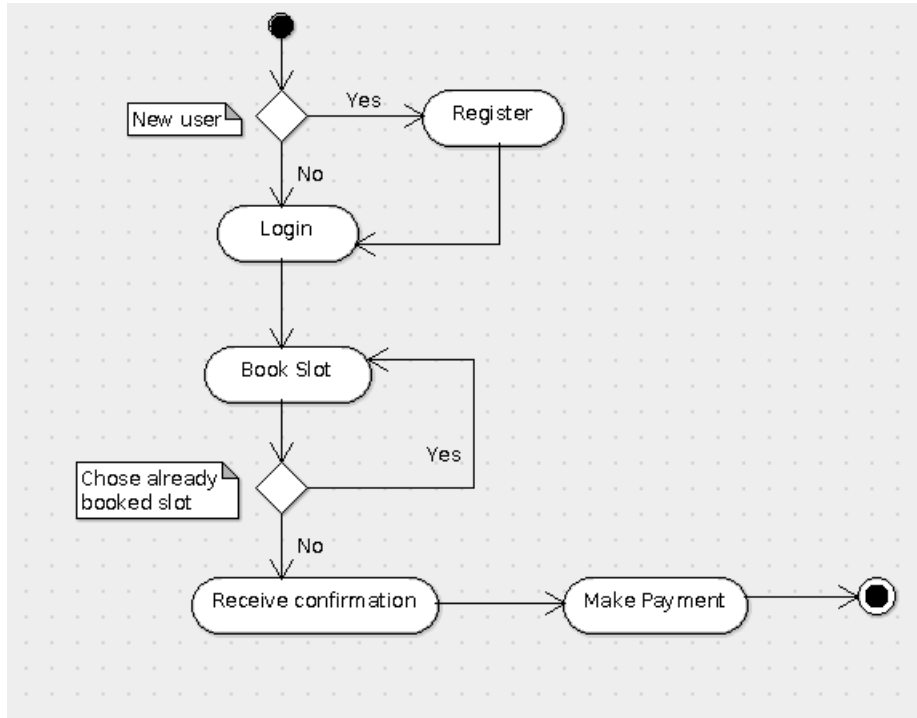 New user
Yes
Register
No
Login
Book Slot
Yes
Chose already
booked slot
No
Receive confirmation
Make Payment